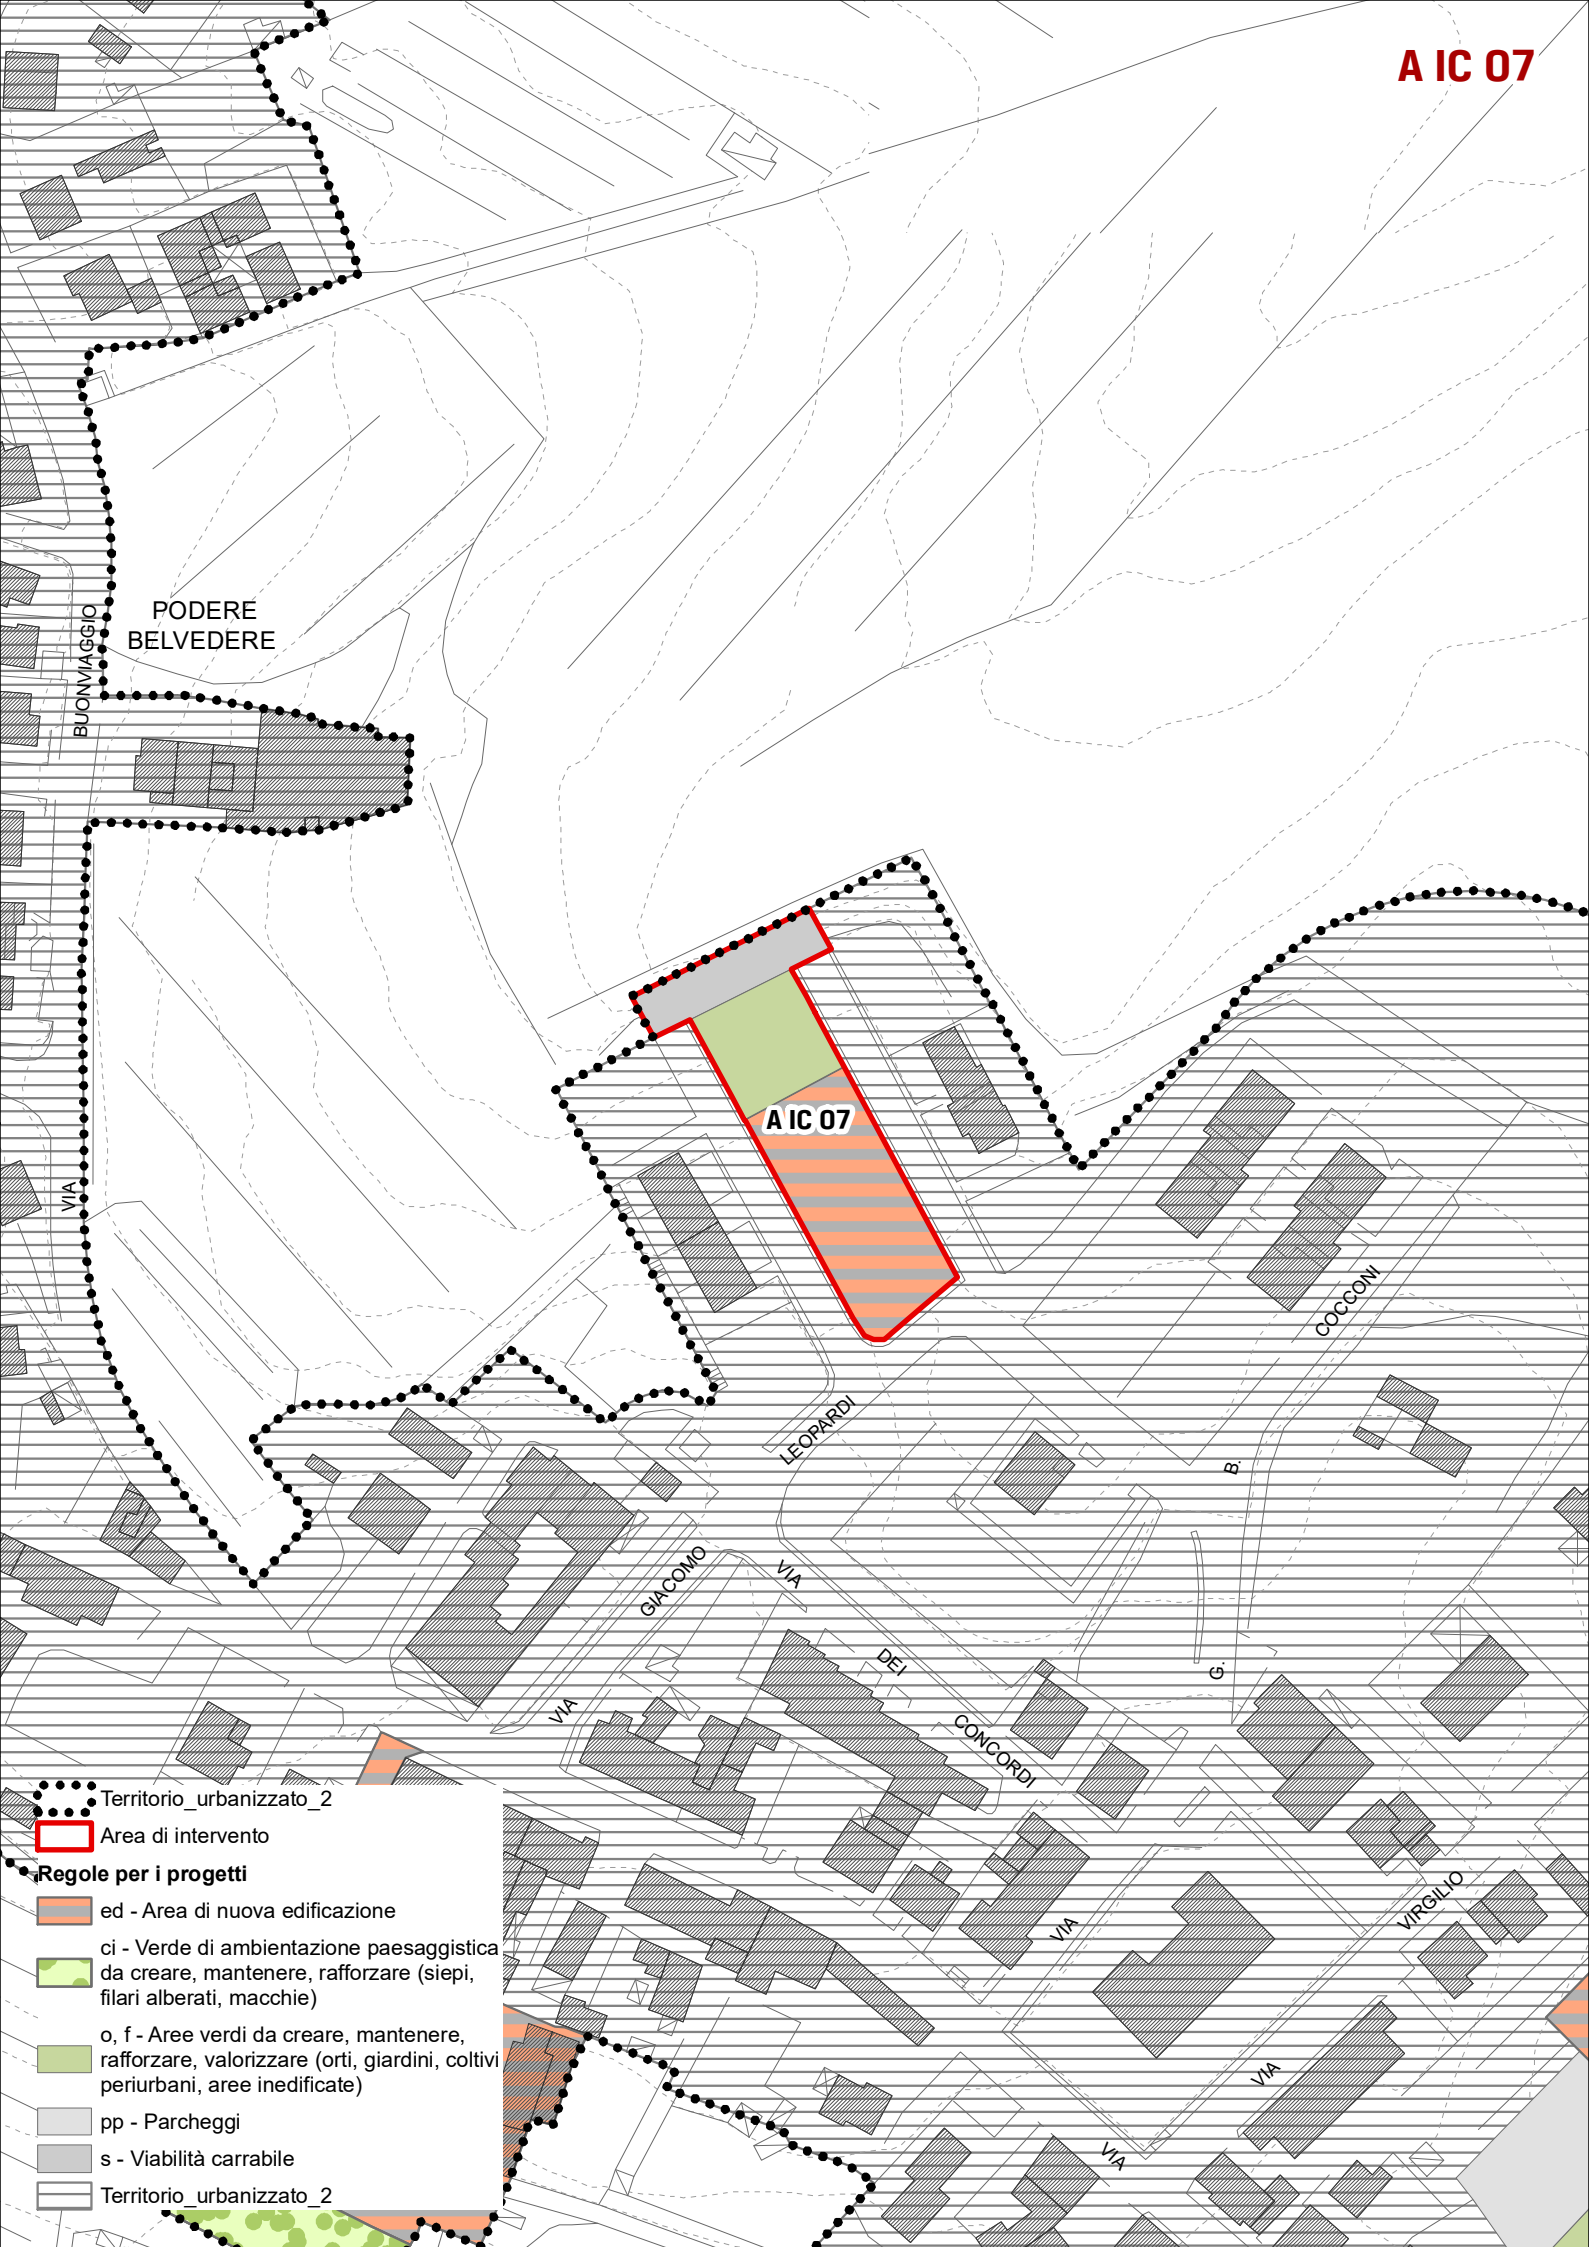 A IC 07
PODERE
BELVEDERE
BUONVIAGGIO
VIA
A IC 07
COCCONI
B.
G.
LEOPARDI
GIACOMO
VIA
VIA
DEI
CONCORDI
VIA
VIRGILIO
VIA
VIA
Territorio_urbanizzato_2
Area di intervento
Regole per i progetti
ed - Area di nuova edificazione
ci - Verde di ambientazione paesaggistica
da creare, mantenere, rafforzare (siepi,
filari alberati, macchie)
o, f - Aree verdi da creare, mantenere,
rafforzare, valorizzare (orti, giardini, coltivi
periurbani, aree inedificate)
pp - Parcheggi
s - Viabilità carrabile
Territorio_urbanizzato_2